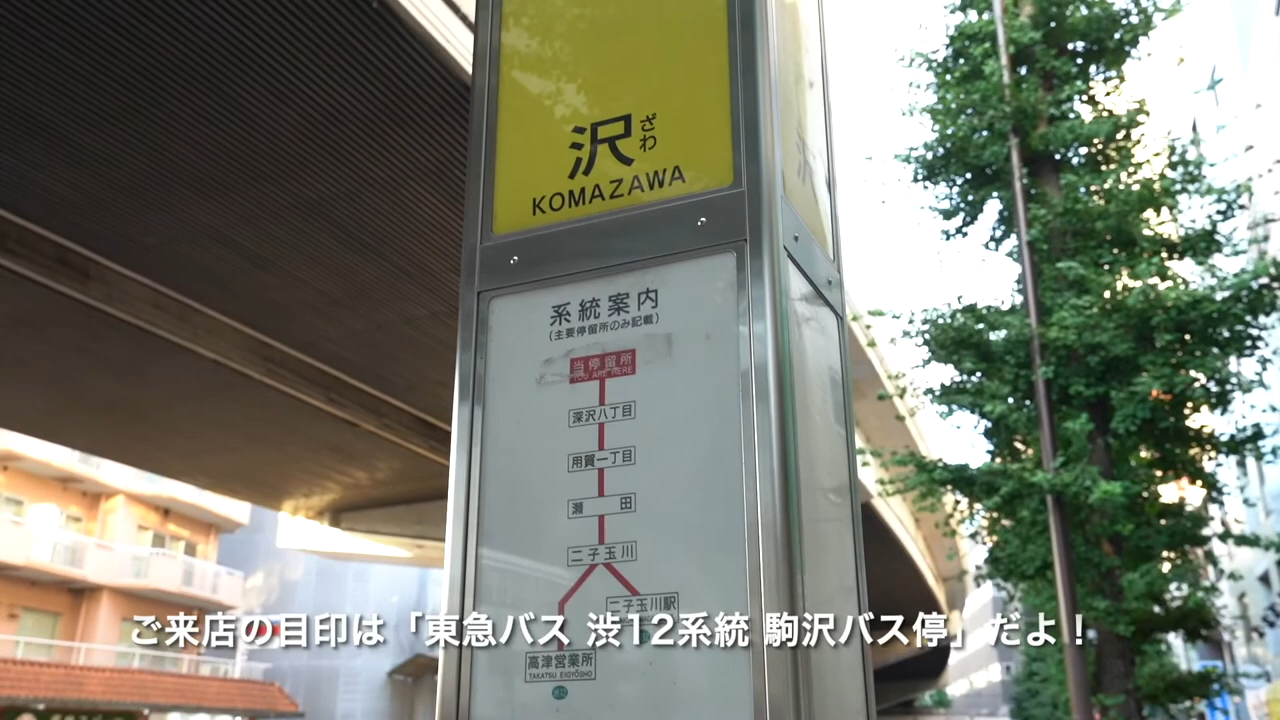 沢
ざわ
KOMAZAWA
系統案内
(主要停留所のみ記載)
当停留所
YOU ARE HERE
深沢八丁目
用賀一丁目
瀬田
二子玉川
二子玉川駅
ご来店の目印は「東急バス 渋12系統 駒沢バス停」だよ！
高津営業所
TAKATSU EIGYŌSHO